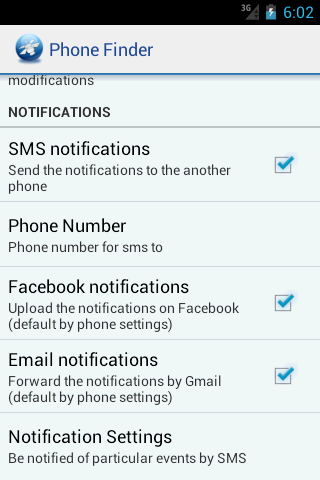 3G 6:02
Phone Finder
modifications
NOTIFICATIONS
SMS notifications
Send the notifications to the another
phone
Phone Number
Phone number for sms to
Facebook notifications
Upload the notifications on Facebook
(default by phone settings)
Email notifications
Forward the notifications by Gmail
(default by phone settings)
Notification Settings
Be notified of particular events by SMS